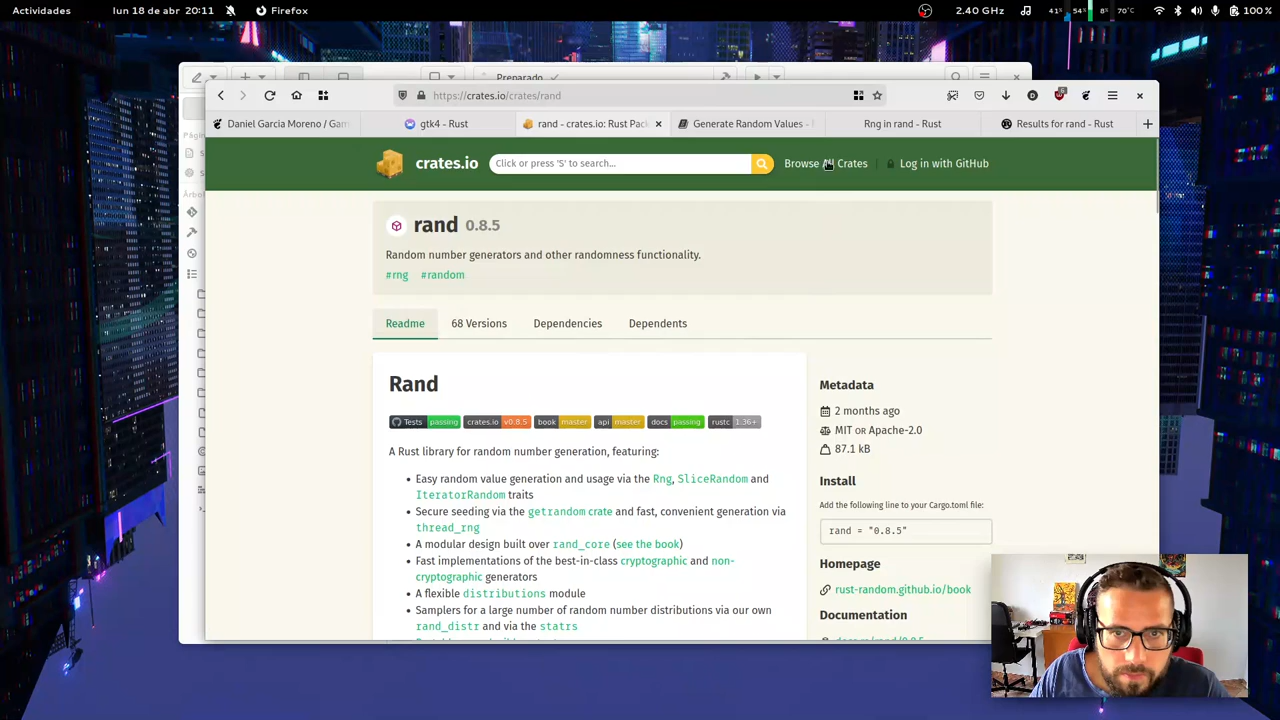 Actividades
lun 18 de abr 20:11
Firefox
2.40 GHz
41%
54%
8%
70°C
100 %
Preparado
https://crates.io/crates/rand
Daniel Garcia Moreno / Gam
gtk4 - Rust
rand - crates.io: Rust Pack
Generate Random Values -
Rng in rand - Rust
Results for rand - Rust
crates.io
Click or press 'S' to search...
Browse All Crates
Log in with GitHub
rand 0.8.5
Random number generators and other randomness functionality.
#rng #random
Readme
68 Versions
Dependencies
Dependents
Rand
Tests passing
crates.io v0.8.5
book master
api master
docs passing
rustc 1.36+
A Rust library for random number generation, featuring:
Easy random value generation and usage via the Rng, SliceRandom and
IteratorRandom traits
Secure seeding via the getrandom crate and fast, convenient generation via
thread_rng
A modular design built over rand_core (see the book)
Fast implementations of the best-in-class cryptographic and non-
cryptographic generators
A flexible distributions module
Samplers for a large number of random number distributions via our own
rand_distr and via the statrs
Metadata
2 months ago
MIT OR Apache-2.0
87.1 kB
Install
Add the following line to your Cargo.toml file:
rand = "0.8.5"
Homepage
rust-random.github.io/book
Documentation